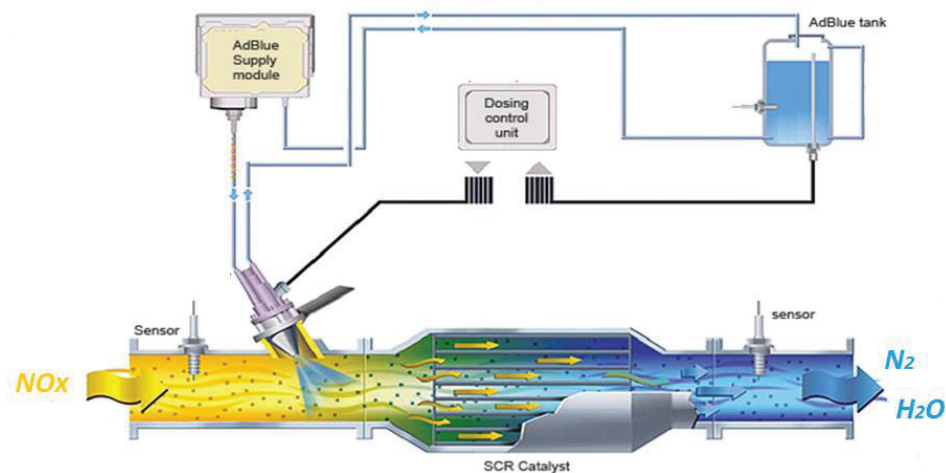 AdBlue
Supply
module
AdBlue tank
Dosing
control
unit
Sensor
sensor
NOx
N₂
H₂O
SCR Catalyst